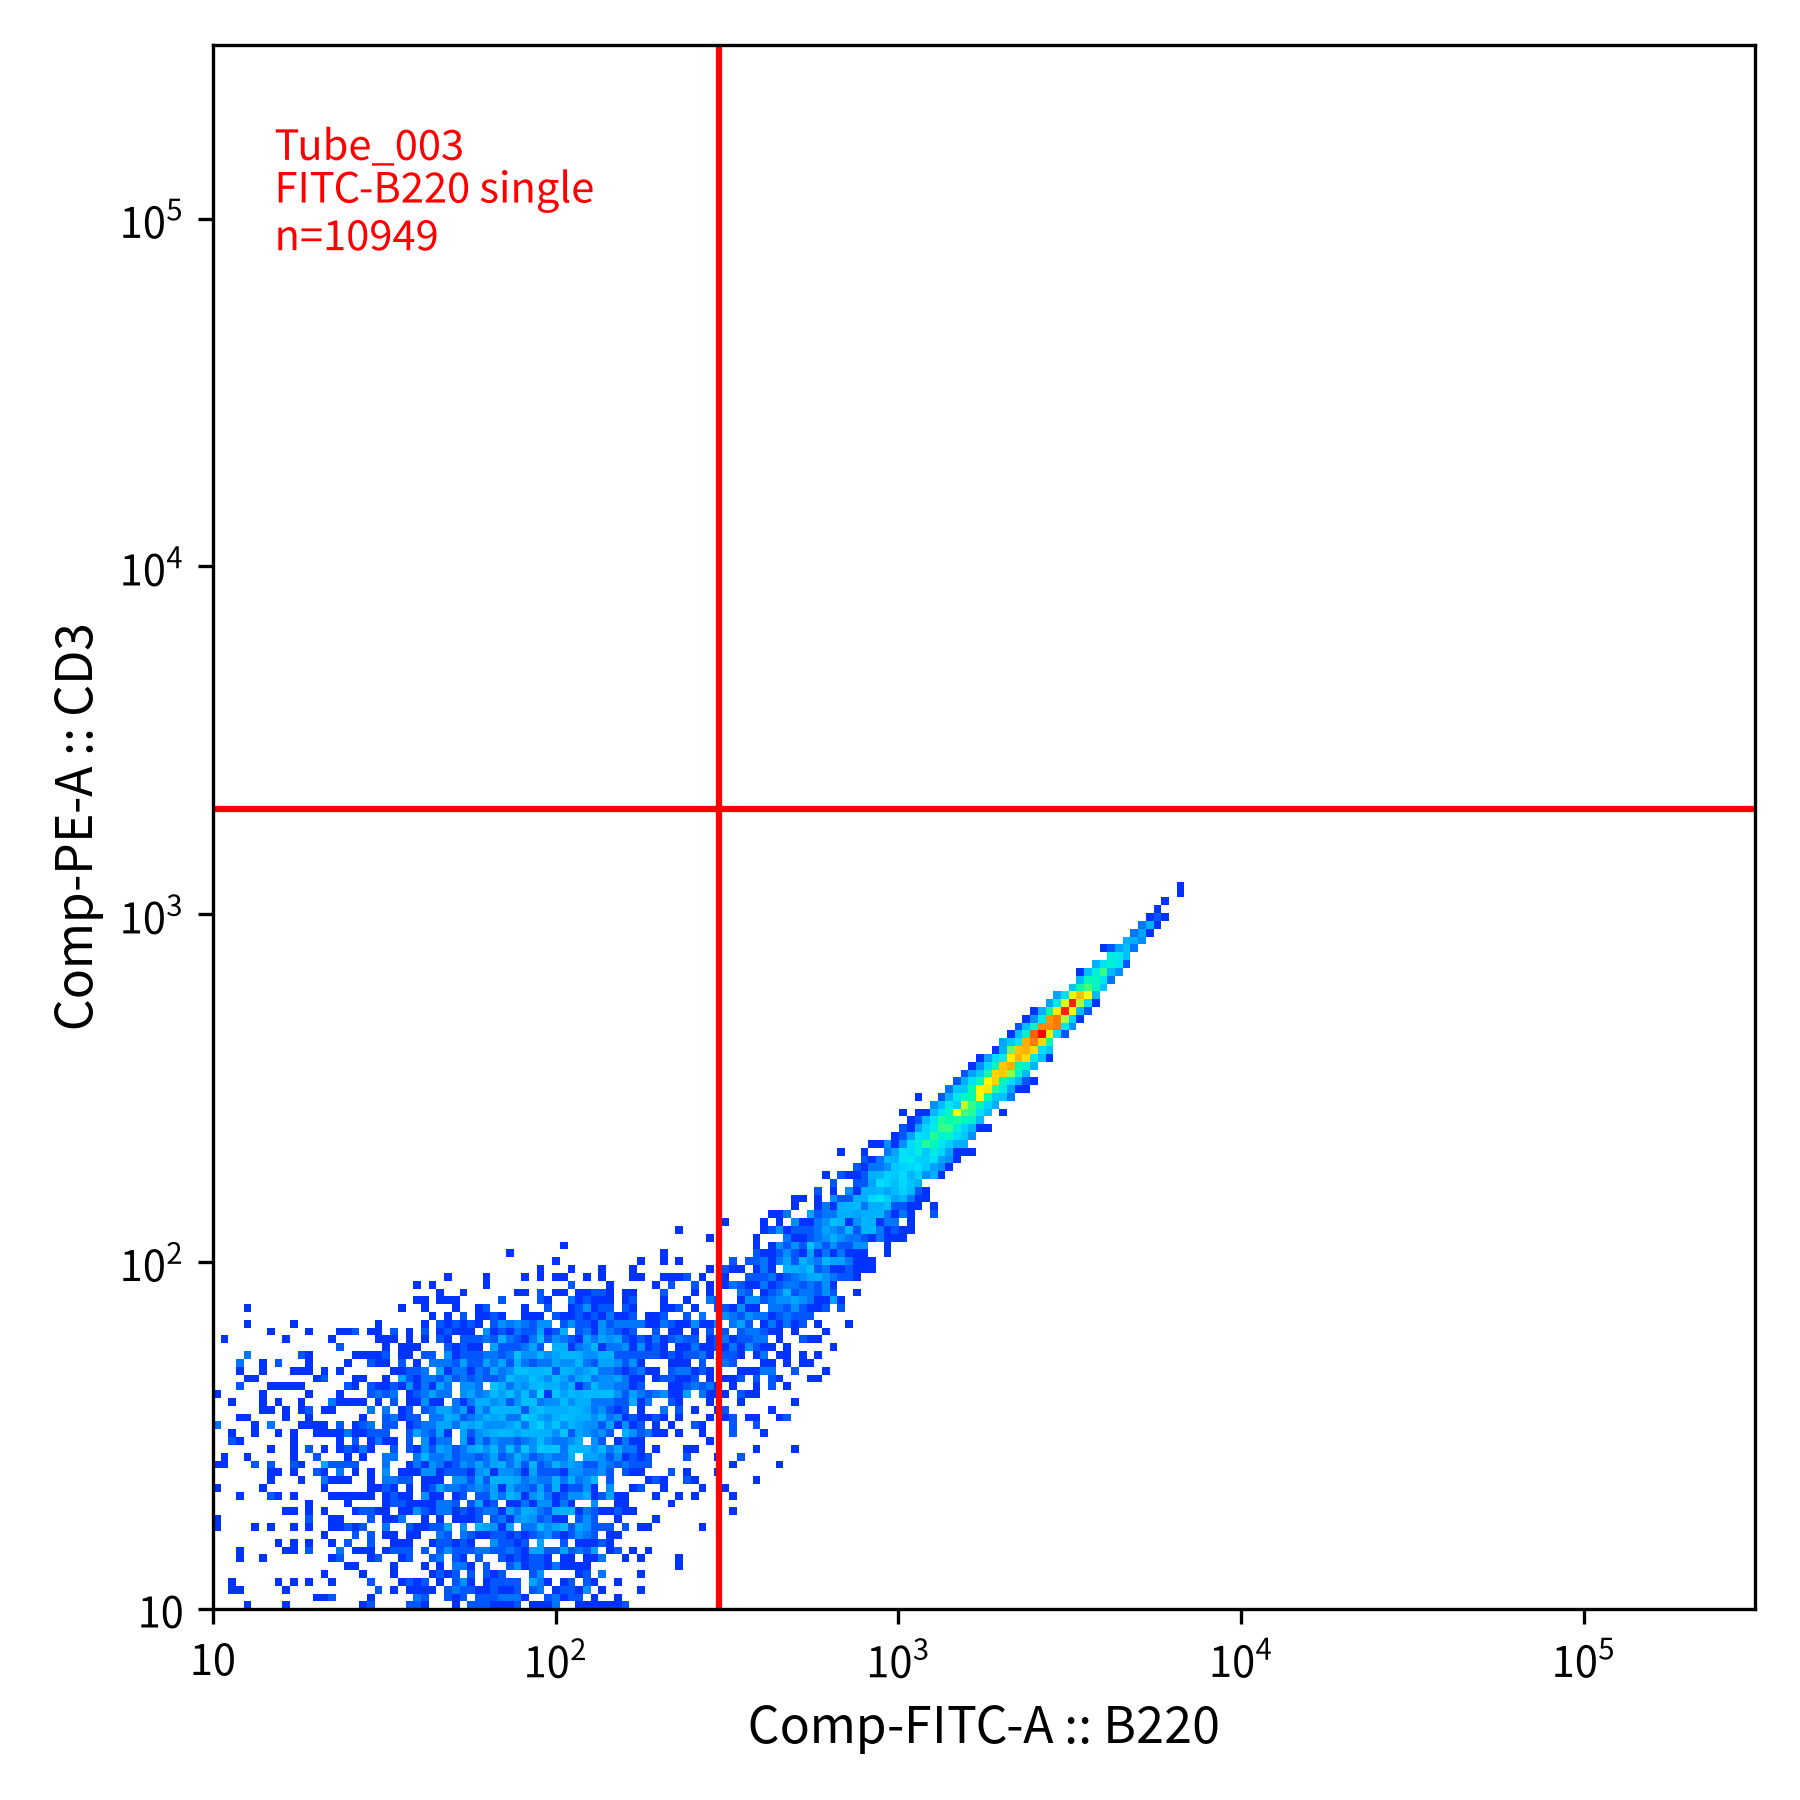 Tube_003
FITC-B220 single
n=10949
10⁵
10⁴
10³
10²
10
Comp-PE-A :: CD3
10 10² 10³ 10⁴ 10⁵
Comp-FITC-A :: B220